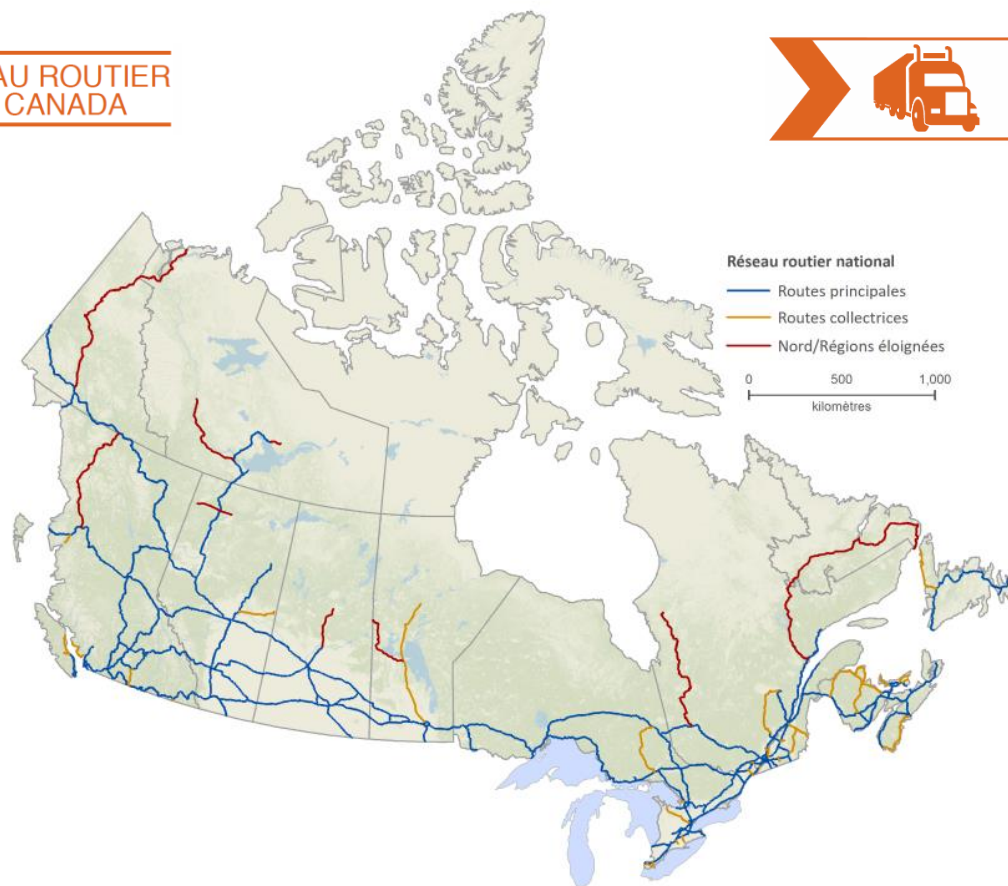 AU ROUTIER
CANADA
Réseau routier national
Routes principales
Routes collectrices
Nord/Régions éloignées
0 500 1,000
kilomètres